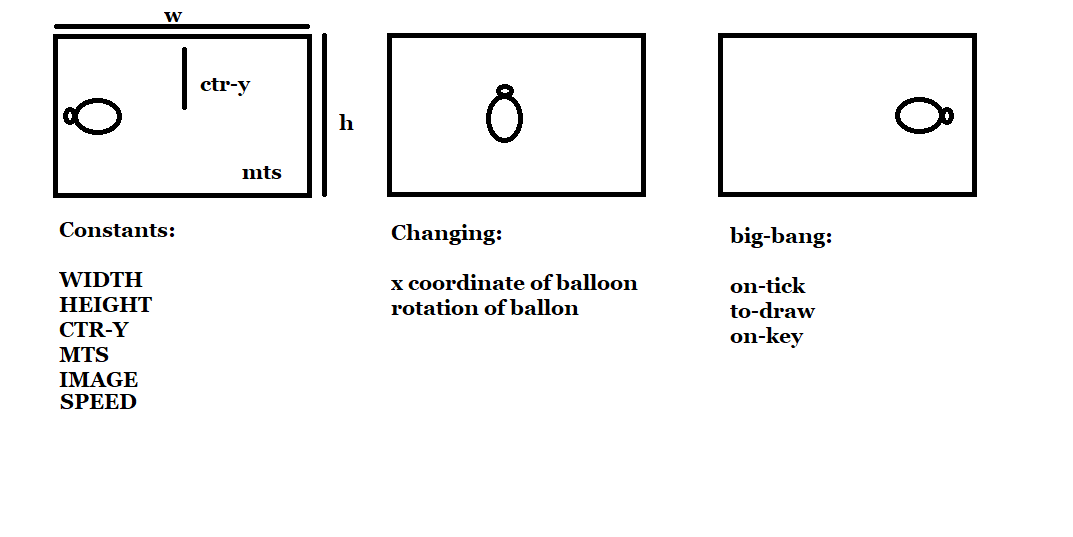 w
ctr-y
h
mts
Constants:
WIDTH
HEIGHT
CTR-Y
MTS
IMAGE
SPEED
Changing:
x coordinate of balloon
rotation of ballon
big-bang:
on-tick
to-draw
on-key